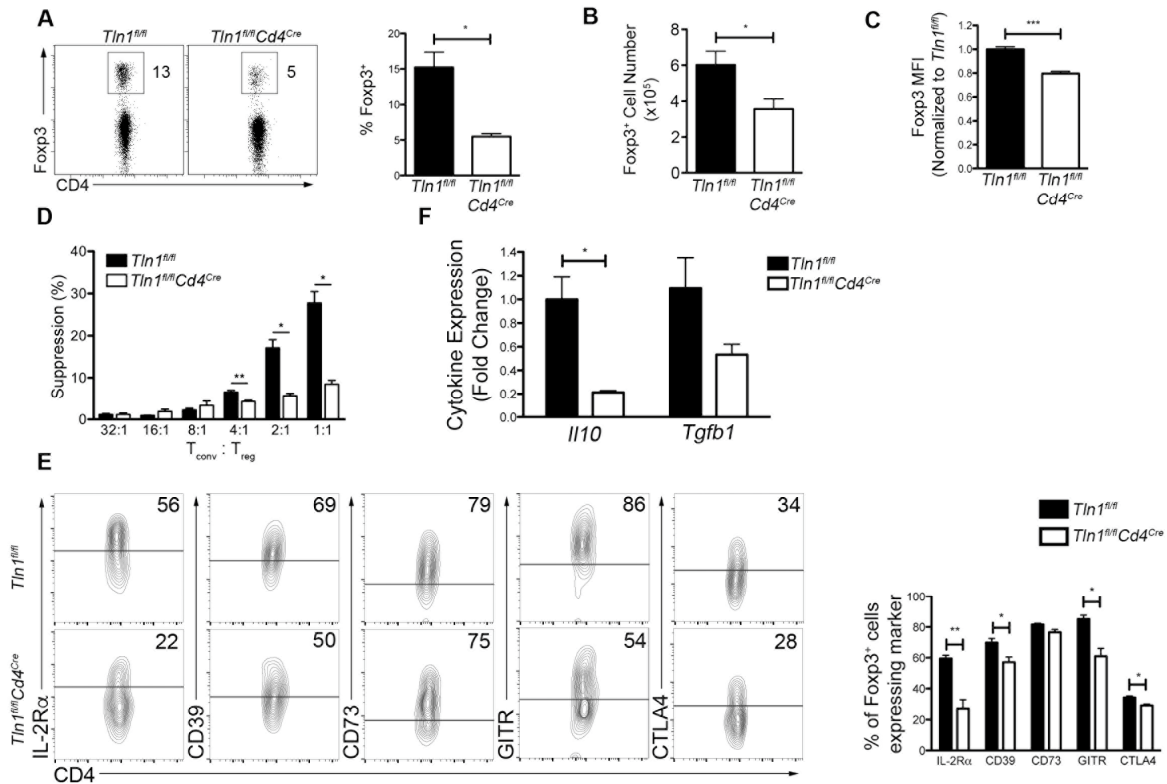 A
Tln1fl/fl
Tln1fl/flCd4Cre
13
5
Foxp3
CD4
% Foxp3+
20
15
10
5
0
*
Tln1fl/fl
Tln1fl/fl
Cd4Cre
B
Foxp3+ Cell Number
(x105)
8
6
4
2
0
*
Tln1fl/fl
Tln1fl/fl
Cd4Cre
C
Foxp3 MFI
(Normalized to Tln1fl/fl)
1.2
1.0
0.8
0.6
0.4
0.2
0.0
***
Tln1fl/fl
Tln1fl/fl
Cd4Cre
D
Tln1fl/fl
Tln1fl/flCd4Cre
Suppression (%)
40
30
20
10
0
**
*
*
32:1 16:1 8:1 4:1 2:1 1:1
Tconv : Treg
F
Cytokine Expression
(Fold Change)
1.4
1.2
1.0
0.8
0.6
0.4
0.2
0.0
*
Il10 Tgfb1
Tln1fl/fl
Tln1fl/flCd4Cre
E
Tln1fl/fl
56 69 79 86 34
Tln1fl/flCd4Cre
22 50 75 54 28
IL-2Rα
CD39
CD73
GITR
CTLA4
CD4
Tln1fl/fl
Tln1fl/flCd4Cre
% of Foxp3+ cells
expressing marker
100
80
60
40
20
0
** * * *
IL-2Rα CD39 CD73 GITR CTLA4